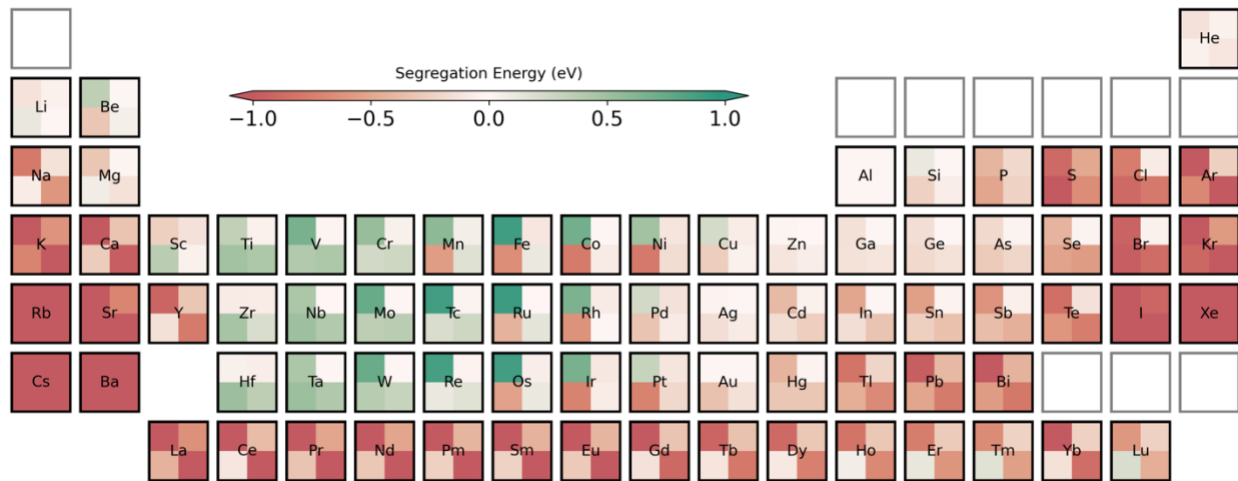 He
Segregation Energy (eV)
Li Be
−1.0 −0.5 0.0 0.5 1.0
Na Mg Al Si P S Cl Ar
K Ca Sc Ti V Cr Mn Fe Co Ni Cu Zn Ga Ge As Se Br Kr
Rb Sr Y Zr Nb Mo Tc Ru Rh Pd Ag Cd In Sn Sb Te I Xe
Cs Ba Hf Ta W Re Os Ir Pt Au Hg Tl Pb Bi
La Ce Pr Nd Pm Sm Eu Gd Tb Dy Ho Er Tm Yb Lu